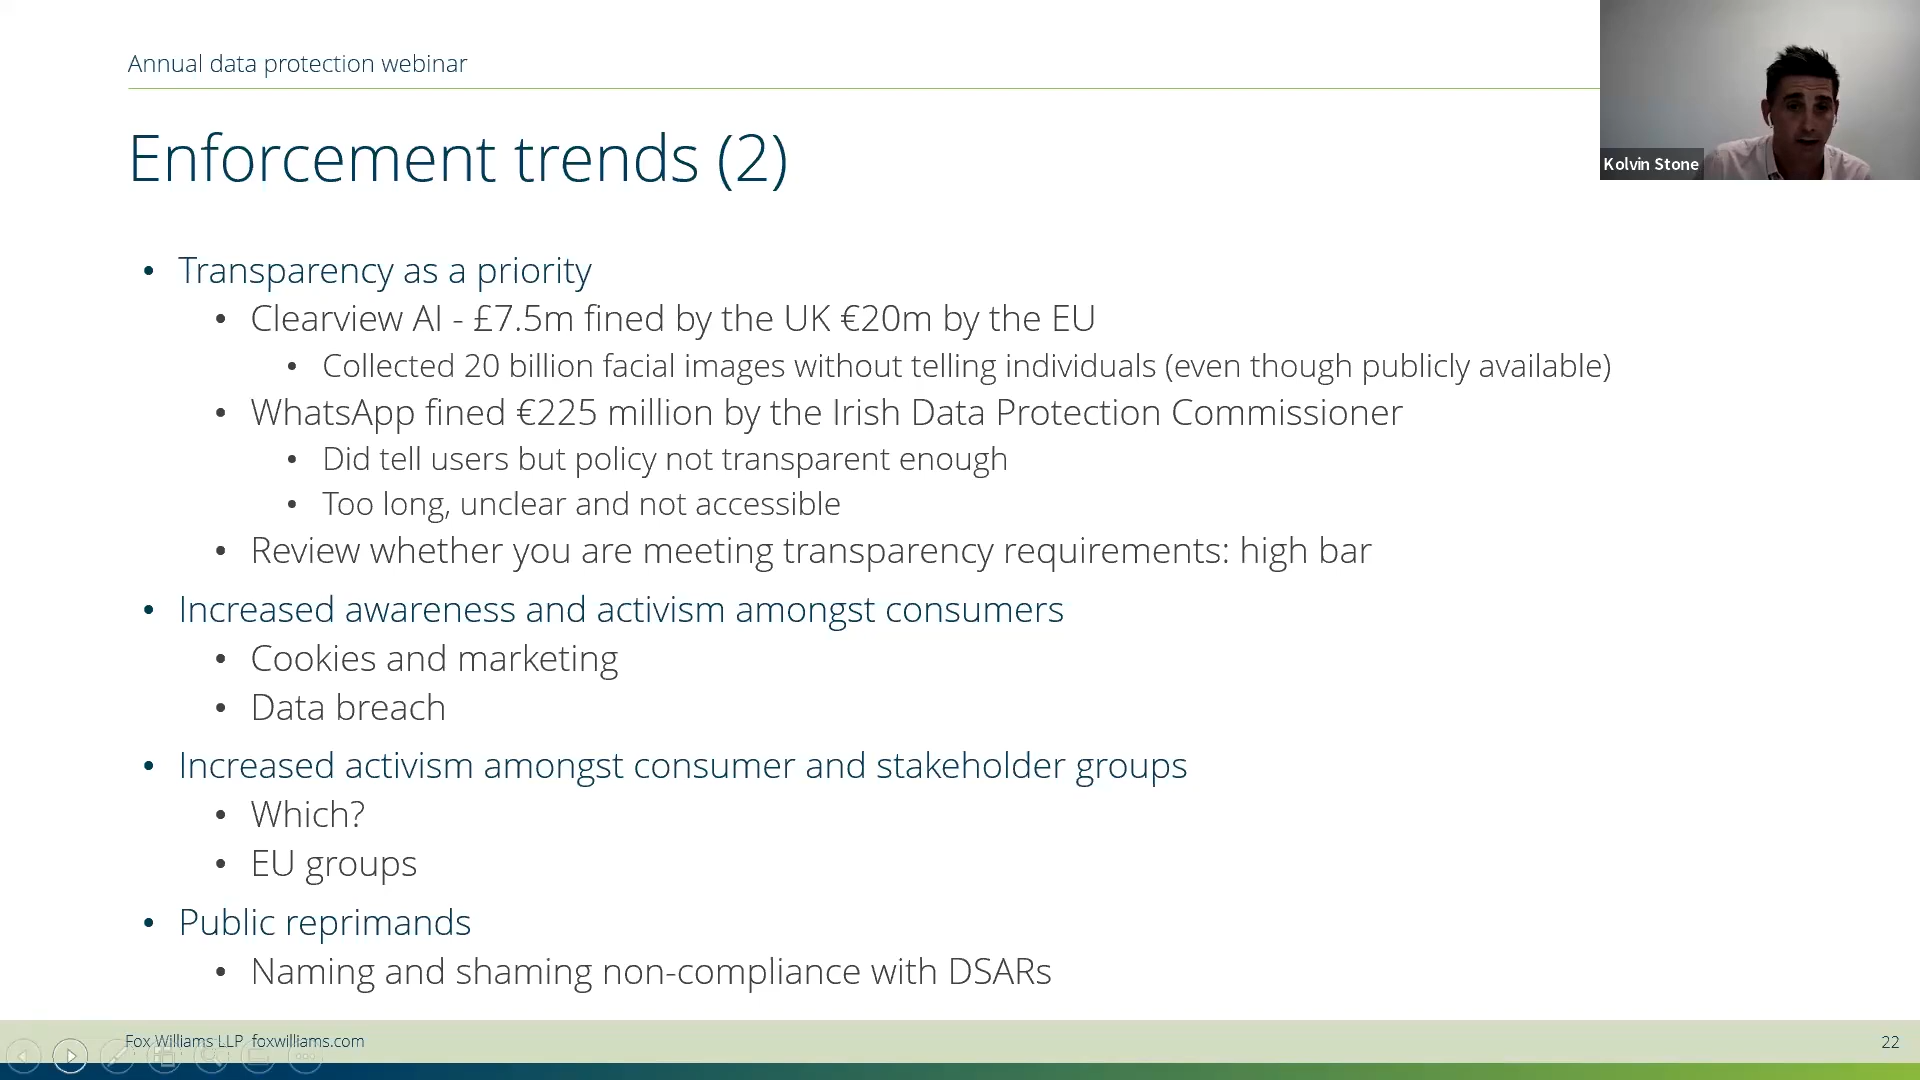 Annual data protection webinar
Kolvin Stone
Enforcement trends (2)
• Transparency as a priority
• Clearview AI - £7.5m fined by the UK €20m by the EU
• Collected 20 billion facial images without telling individuals (even though publicly available)
• WhatsApp fined €225 million by the Irish Data Protection Commissioner
• Did tell users but policy not transparent enough
• Too long, unclear and not accessible
• Review whether you are meeting transparency requirements: high bar
• Increased awareness and activism amongst consumers
• Cookies and marketing
• Data breach
• Increased activism amongst consumer and stakeholder groups
• Which?
• EU groups
• Public reprimands
• Naming and shaming non-compliance with DSARs
Fox Williams LLP foxwilliams.com
22